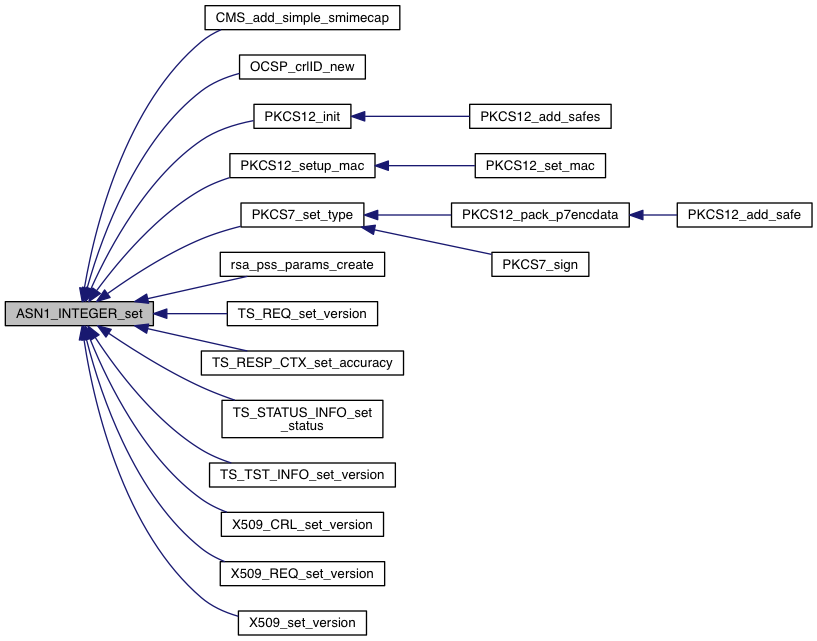 CMS_add_simple_smimecap
OCSP_crlID_new
PKCS12_init
PKCS12_add_safes
PKCS12_setup_mac
PKCS12_set_mac
PKCS7_set_type
PKCS12_pack_p7encdata
PKCS12_add_safe
rsa_pss_params_create
PKCS7_sign
ASN1_INTEGER_set
TS_REQ_set_version
TS_RESP_CTX_set_accuracy
TS_STATUS_INFO_set
_status
TS_TST_INFO_set_version
X509_CRL_set_version
X509_REQ_set_version
X509_set_version